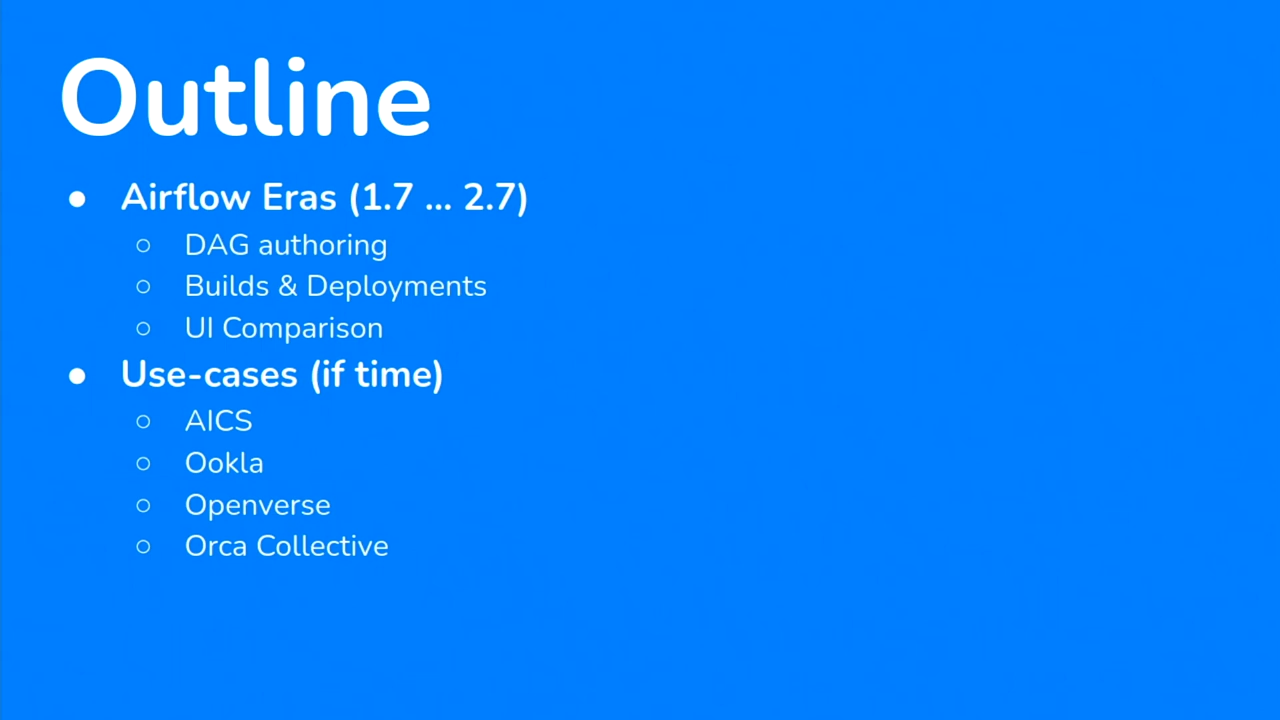 Outline
● Airflow Eras (1.7 ... 2.7)
○ DAG authoring
○ Builds & Deployments
○ UI Comparison
● Use-cases (if time)
○ AICS
○ Ookla
○ Openverse
○ Orca Collective